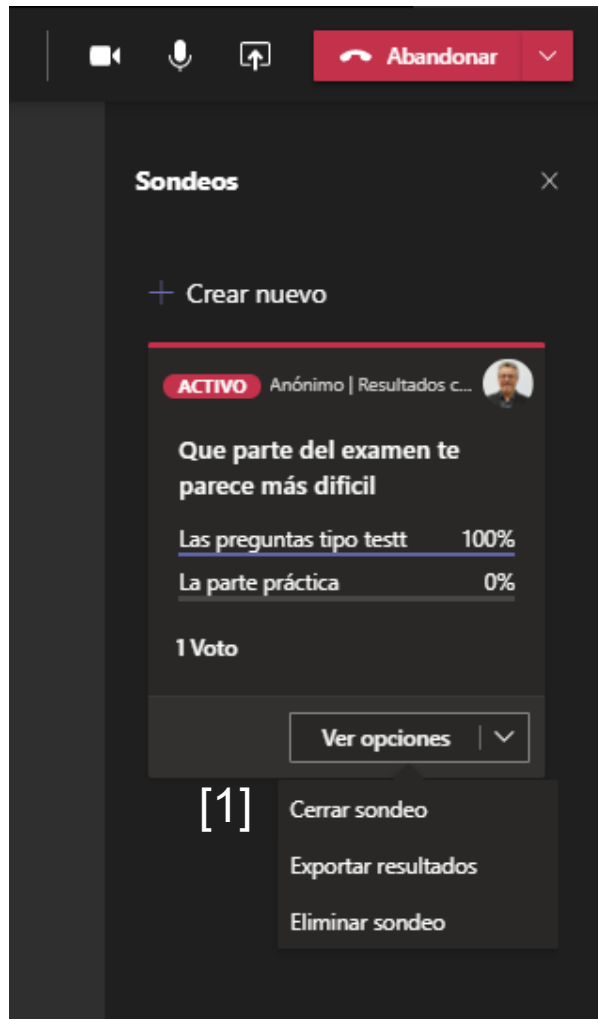 Abandonar
Sondeos
Crear nuevo
ACTIVO Anónimo | Resultados c...
Que parte del examen te
parece más dificil
Las preguntas tipo testt 100%
La parte práctica 0%
1 Voto
Ver opciones
[1] Cerrar sondeo
Exportar resultados
Eliminar sondeo